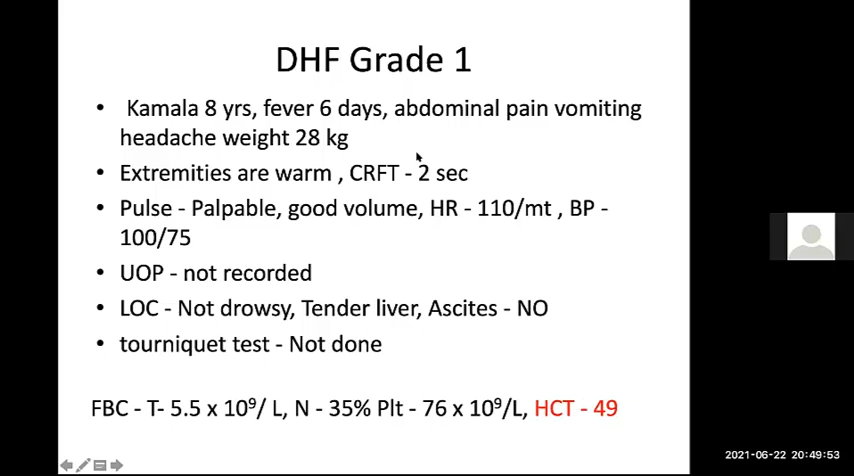 DHF Grade 1
• Kamala 8 yrs, fever 6 days, abdominal pain vomiting
headache weight 28 kg
• Extremities are warm , CRFT - 2 sec
• Pulse - Palpable, good volume, HR - 110/mt , BP -
100/75
• UOP - not recorded
• LOC - Not drowsy, Tender liver, Ascites - NO
• tourniquet test - Not done
FBC - T- 5.5 x 10⁹/ L, N - 35% Plt - 76 x 10⁹/L, HCT - 49
2021-06-22 20:49:53